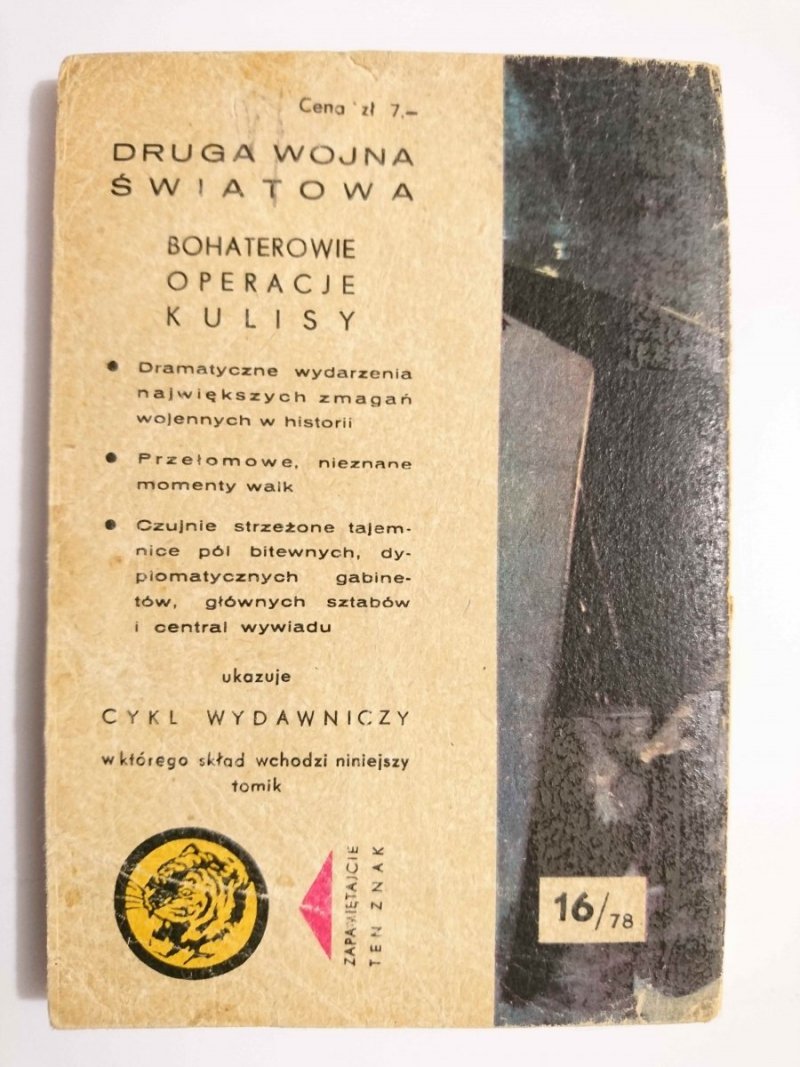 Cena zł 7,–
DRUGA WOJNA
ŚWIATOWA
BOHATEROWIE
OPERACJE
KULISY
● Dramatyczne wydarzenia
największych zmagań
wojennych w historii
● Przełomowe, nieznane
momenty walk
● Czujnie strzeżone tajem-
nice pól bitewnych, dy-
plomatycznych gabine-
tów, głównych sztabów
i central wywiadu
ukazuje
CYKL WYDAWNICZY
w którego skład wchodzi niniejszy
tomik
ZAPAMIĘTAJCIE
TEN ZNAK
16/78